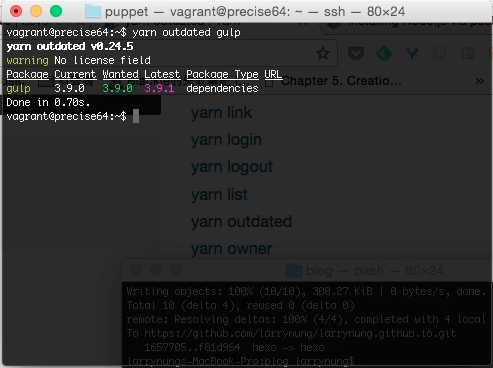 puppet — vagrant@precise64: ~ — ssh — 80×24
vagrant@precise64:~$ yarn outdated gulp
yarn outdated v0.24.5
warning No license field
Package Current Wanted Latest Package Type URL
gulp 3.9.0 3.9.0 3.9.1 dependencies
Done in 0.70s.
vagrant@precise64:~$
Chapter 5. Creatio...
yarn link
yarn login
yarn logout
yarn list
yarn outdated
yarn owner
blog — bash — 80×24
Writing objects: 100% (10/10), 300.27 KiB | 0 bytes/s, done.
Total 10 (delta 4), reused 0 (delta 0)
remote: Resolving deltas: 100% (4/4), completed with 4 local
To https://github.com/larrynung/larrynung.github.io.git
1657705..f81d964 hexo -> hexo
larrynungs-MacBook-Pro:blog larrynung$